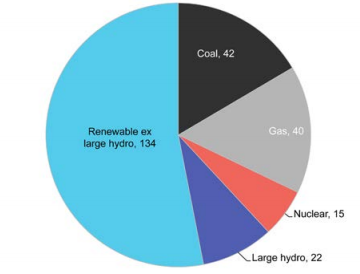 Coal, 42
Renewable ex
large hydro, 134
Gas, 40
Nuclear, 15
Large hydro, 22